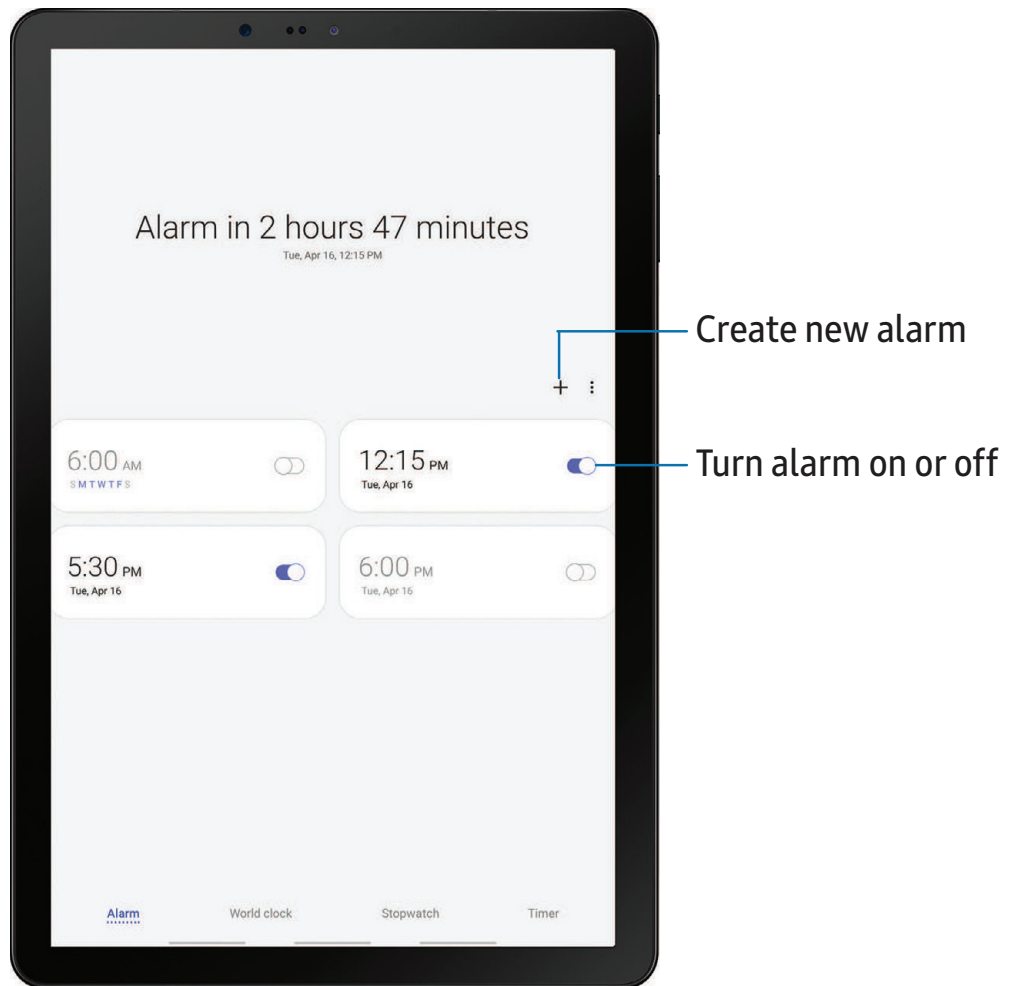 Alarm in 2 hours 47 minutes
Tue, Apr 16, 12:15 PM
Create new alarm
6:00 AM
SMTWTFS
12:15 PM
Tue, Apr 16
Turn alarm on or off
5:30 PM
Tue, Apr 16
6:00 PM
Tue, Apr 16
Alarm World clock Stopwatch Timer